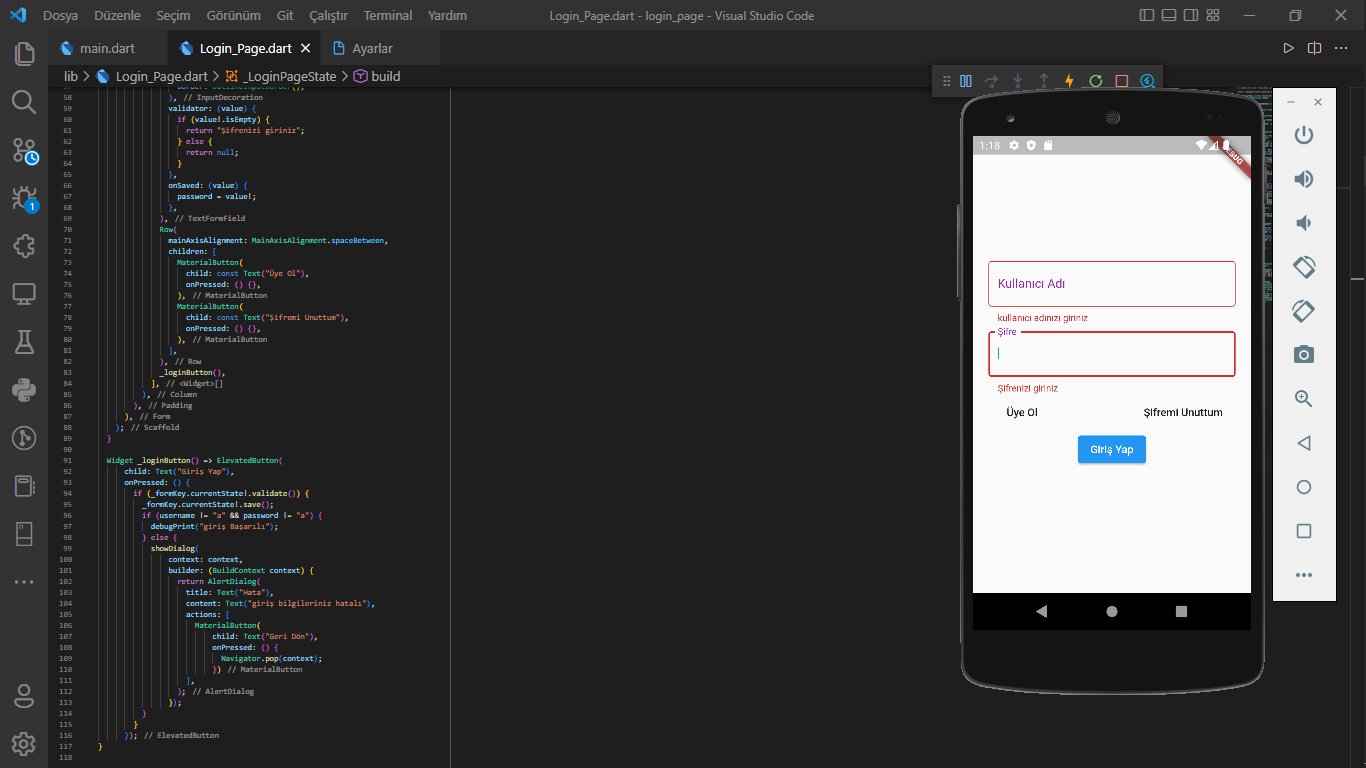 Dosya Düzenle Seçim Görünüm Git Çalıştır Terminal Yardım
Login_Page.dart - login_page - Visual Studio Code
main.dart
Login_Page.dart
Ayarlar
lib > Login_Page.dart > _LoginPageState > build
58 ), // InputDecoration
59 validator: (value) {
60 if (value!.isEmpty) {
61 return "Şifrenizi giriniz";
62 } else {
63 return null;
64 }
65 },
66 onSaved: (value) {
67 password = value!;
68 },
69 ), // TextFormField
70 Row(
71 mainAxisAlignment: MainAxisAlignment.spaceBetween,
72 children: [
73 MaterialButton(
74 child: const Text("Üye Ol"),
75 onPressed: () {},
76 ), // MaterialButton
77 MaterialButton(
78 child: const Text("Şifremi Unuttum"),
79 onPressed: () {},
80 ), // MaterialButton
81 ],
82 ), // Row
83 _loginButton(),
84 ], // <Widget>[]
85 ), // Column
86 ), // Padding
87 ), // Form
88 ); // Scaffold
89 }
90
91 Widget _loginButton() => ElevatedButton(
92 child: Text("Giriş Yap"),
93 onPressed: () {
94 if (_formKey.currentState!.validate()) {
95 _formKey.currentState!.save();
96 if (username != "a" && password != "a") {
97 debugPrint("giriş Başarılı");
98 } else {
99 showDialog(
100 context: context,
101 builder: (BuildContext context) {
102 return AlertDialog(
103 title: Text("Hata"),
104 content: Text("giriş bilgileriniz hatalı"),
105 actions: [
106 MaterialButton(
107 child: Text("Geri Dön"),
108 onPressed: () {
109 Navigator.pop(context);
110 }) // MaterialButton
111 ],
112 ); // AlertDialog
113 });
114 }
115 }
116 }); // ElevatedButton
117 }
118
1
1:18
Kullanıcı Adı
kullanıcı adınızı giriniz
Şifre
Şifrenizi giriniz
Üye Ol Şifremi Unuttum
Giriş Yap